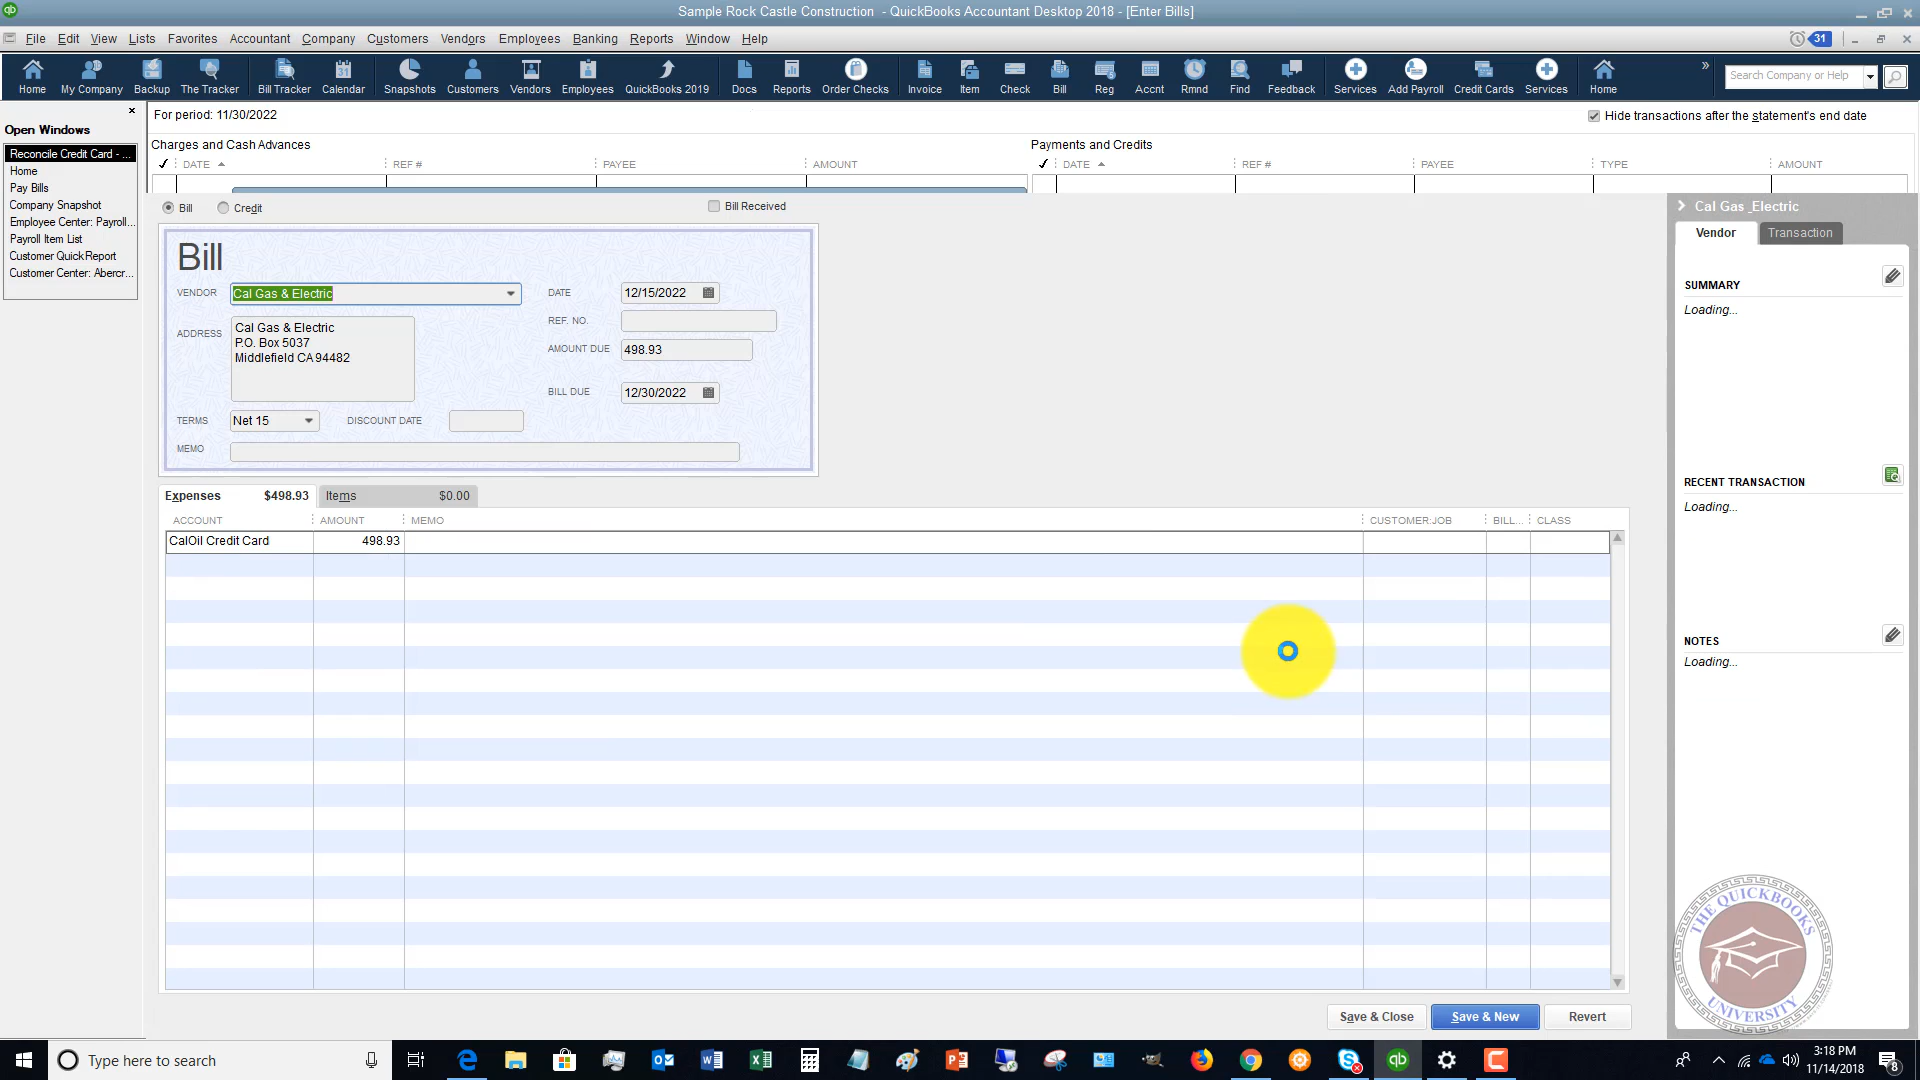 Sample Rock Castle Construction - QuickBooks Accountant Desktop 2018 - [Enter Bills]
File Edit View Lists Favorites Accountant Company Customers Vendors Employees Banking Reports Window Help
31
Home My Company Backup The Tracker Bill Tracker Calendar Snapshots Customers Vendors Employees QuickBooks 2019 Docs Reports Order Checks Invoice Item Check Bill Reg Accnt Rmnd Find Feedback Services Add Payroll Credit Cards Services Home
» Search Company or Help
Open Windows
Reconcile Credit Card - ...
Home
Pay Bills
Company Snapshot
Employee Center: Payroll...
Payroll Item List
Customer QuickReport
Customer Center: Abercr...
For period: 11/30/2022
Hide transactions after the statement's end date
Charges and Cash Advances
Payments and Credits
DATE REF # PAYEE AMOUNT
DATE REF # PAYEE TYPE AMOUNT
Bill Credit Bill Received
Bill
VENDOR Cal Gas & Electric
DATE 12/15/2022
REF. NO.
ADDRESS Cal Gas & Electric
P.O. Box 5037
Middlefield CA 94482
AMOUNT DUE 498.93
BILL DUE 12/30/2022
TERMS Net 15 DISCOUNT DATE
MEMO
Expenses $498.93 Items $0.00
ACCOUNT AMOUNT MEMO CUSTOMER:JOB BILL... CLASS
CalOil Credit Card 498.93
Save & Close Save & New Revert
Cal Gas _Electric
Vendor Transaction
SUMMARY
Loading...
RECENT TRANSACTION
Loading...
NOTES
Loading...
THE QUICKBOOKS
UNIVERSITY
Type here to search
3:18 PM
11/14/2018
8